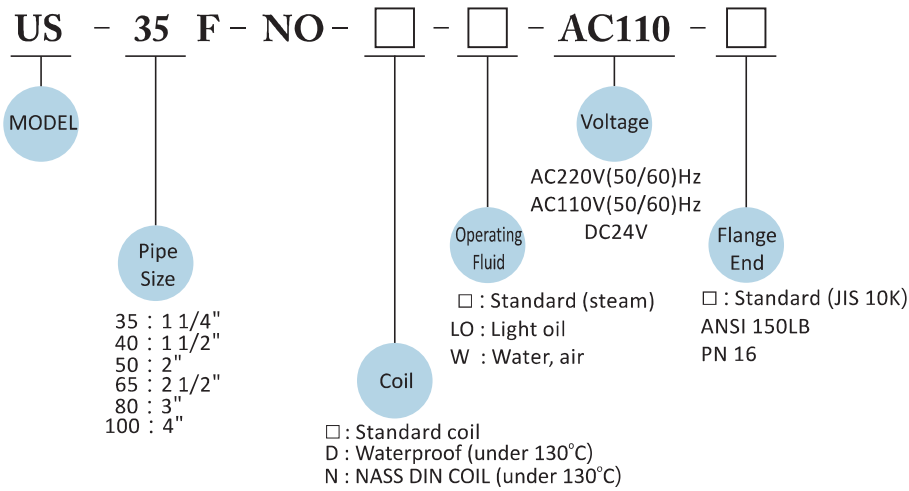 US - 35 F - NO - □ - □ - AC110 - □
MODEL
Pipe
Size
35 : 1 1/4"
40 : 1 1/2"
50 : 2"
65 : 2 1/2"
80 : 3"
100 : 4"
Coil
□ : Standard coil
D : Waterproof (under 130°C)
N : NASS DIN COIL (under 130°C)
Operating
Fluid
□ : Standard (steam)
LO : Light oil
W : Water, air
Voltage
AC220V(50/60)Hz
AC110V(50/60)Hz
DC24V
Flange
End
□ : Standard (JIS 10K)
ANSI 150LB
PN 16